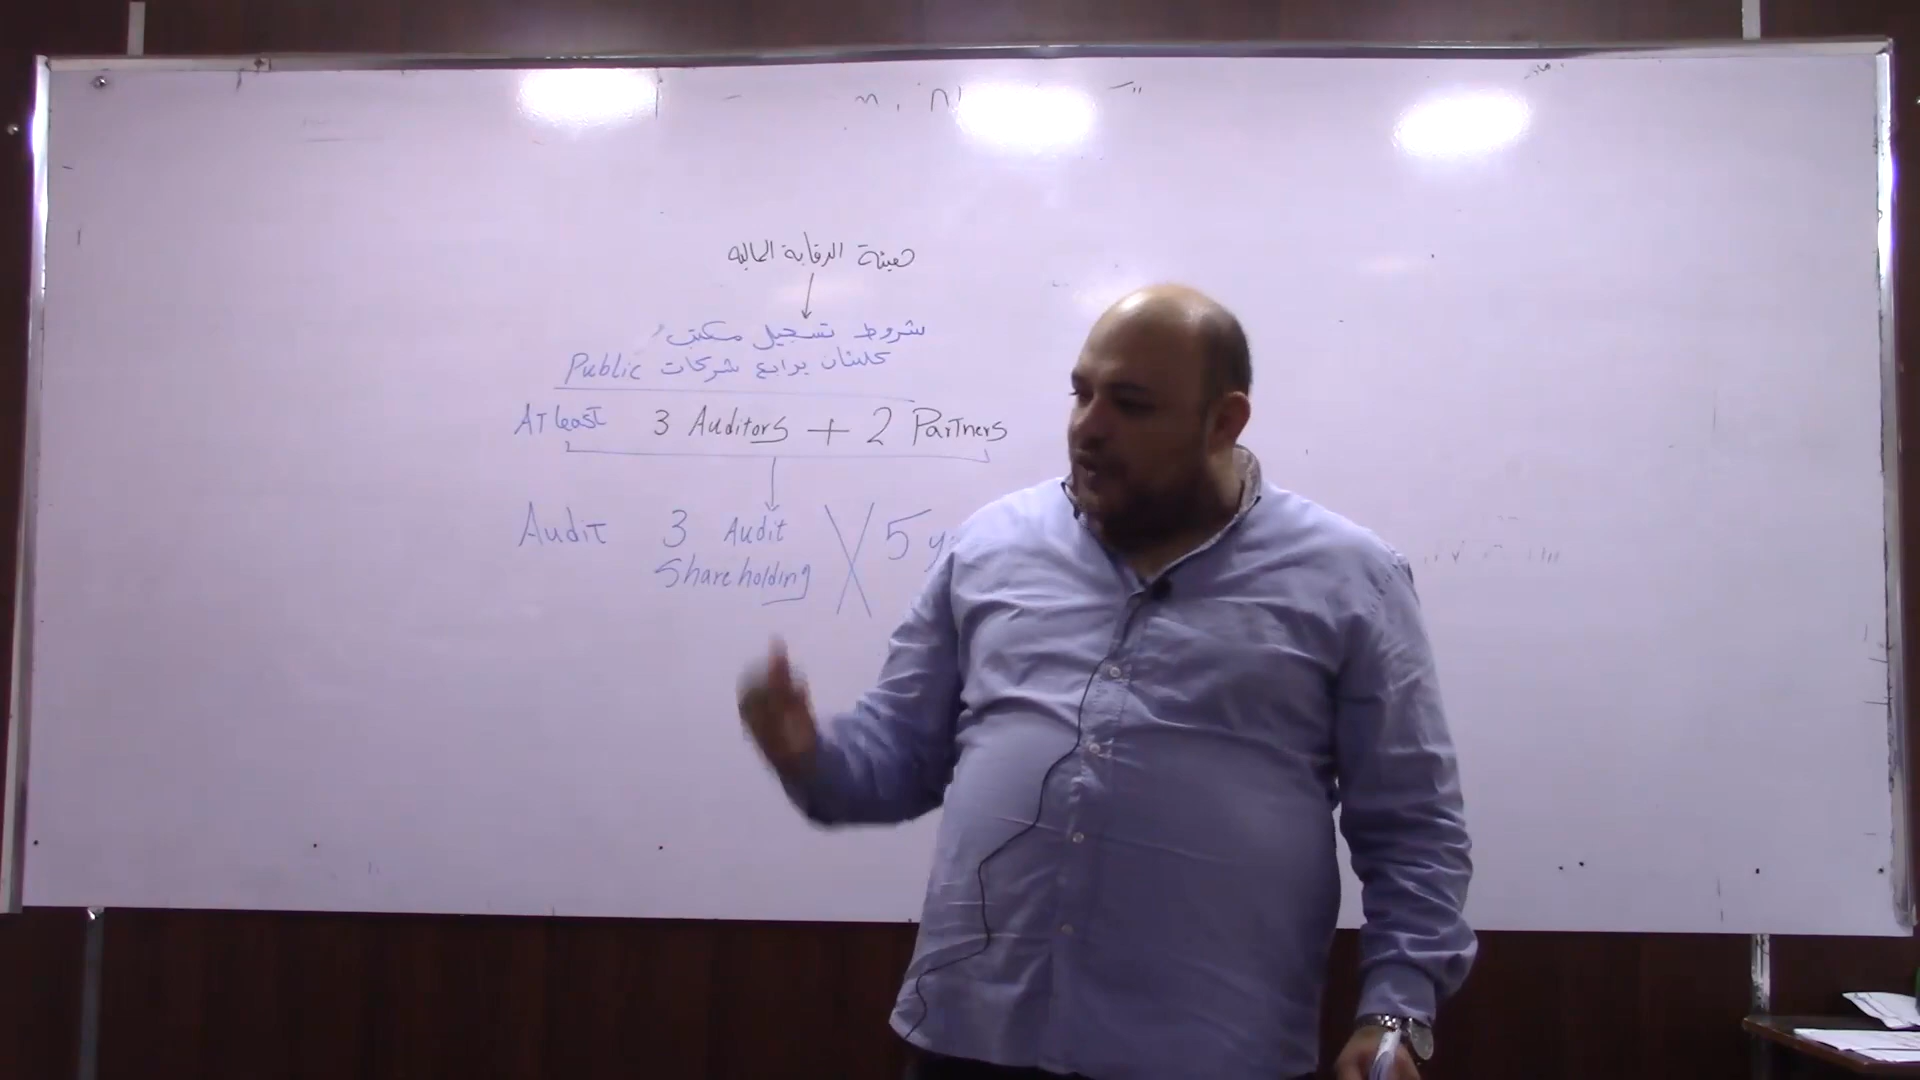 هيئة الرقابة الماليه
شروط تسجيل مكتب
علشان يراجع شركات Public
At least 3 Auditors + 2 Partners
Audit 3 Audit 5
Shareholding